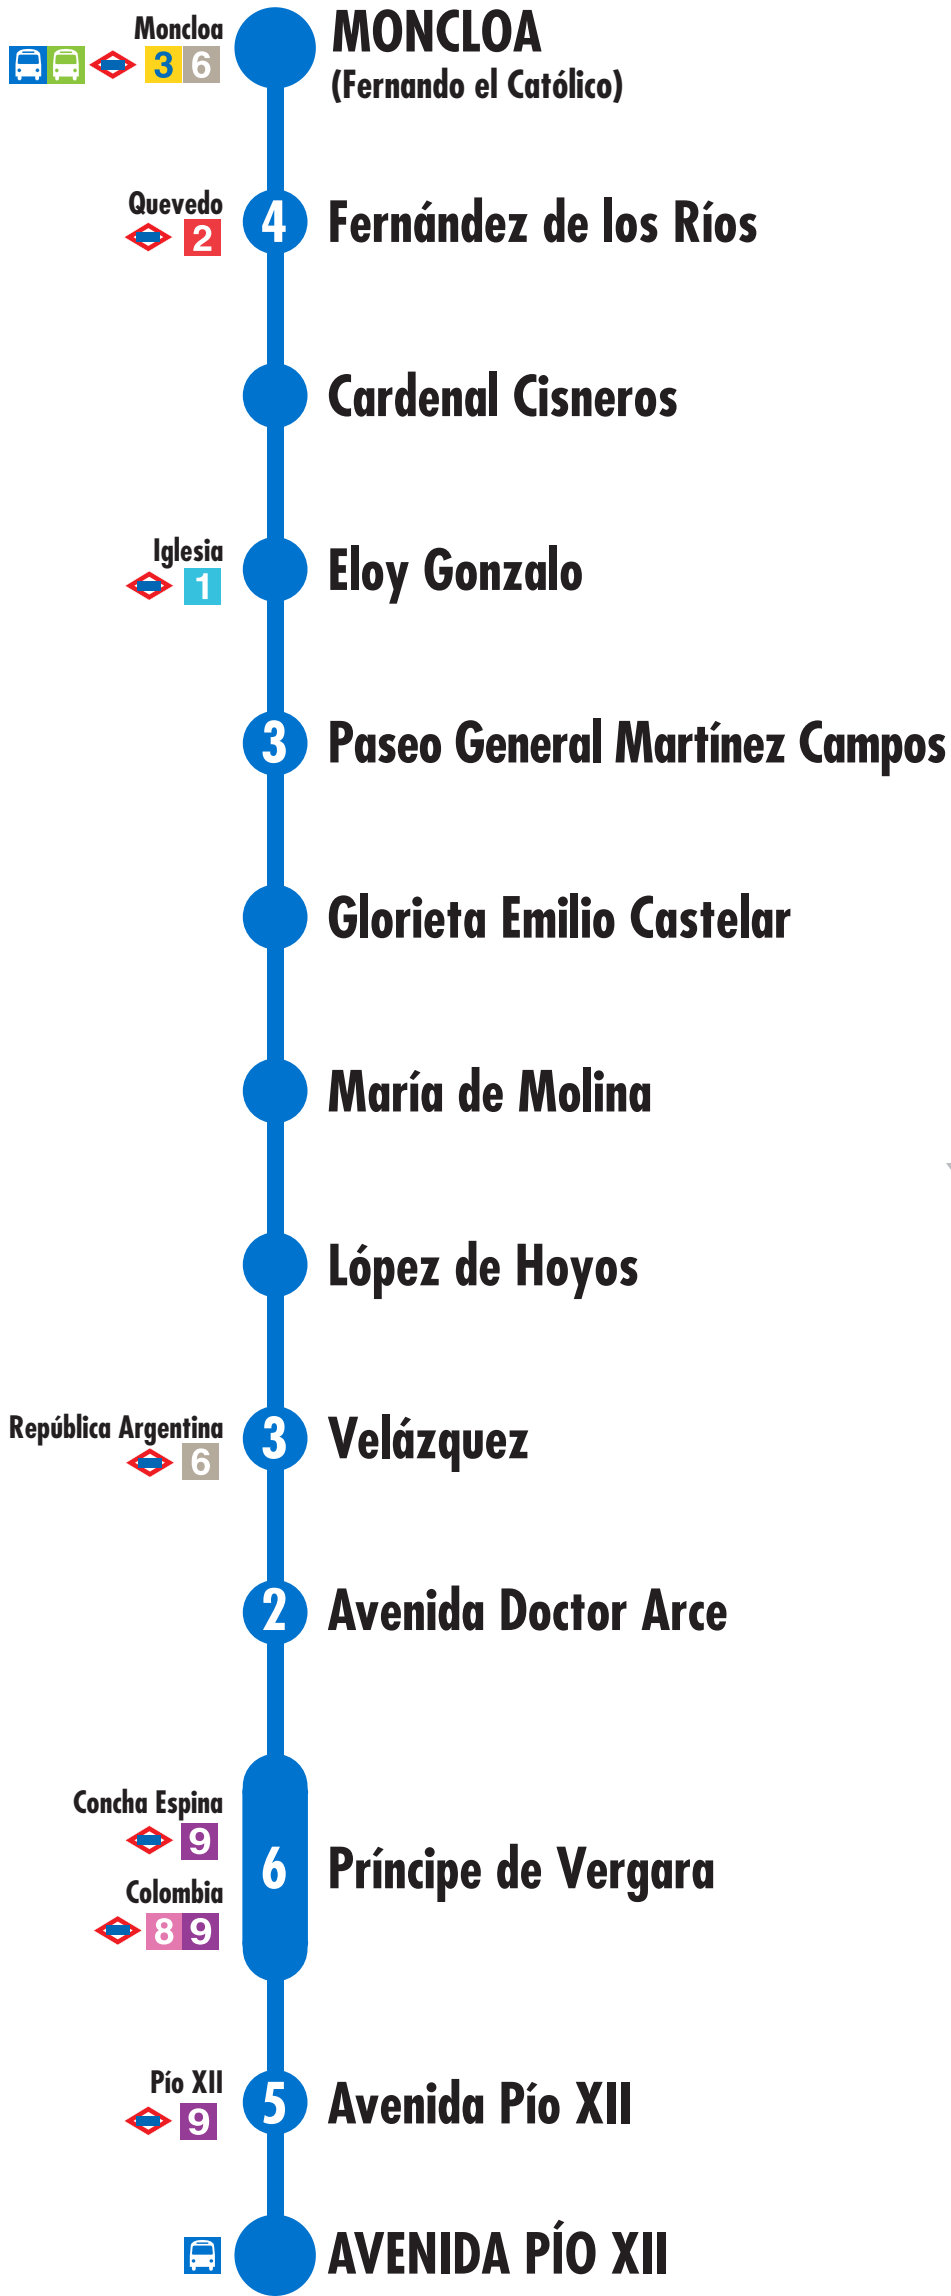 Moncloa
3 6
MONCLOA
(Fernando el Católico)
Quevedo
2
4
Fernández de los Ríos
Cardenal Cisneros
Iglesia
1
Eloy Gonzalo
3
Paseo General Martínez Campos
Glorieta Emilio Castelar
María de Molina
López de Hoyos
República Argentina
6
3
Velázquez
2
Avenida Doctor Arce
Concha Espina
9
Colombia
8 9
6
Príncipe de Vergara
Pío XII
9
5
Avenida Pío XII
AVENIDA PÍO XII